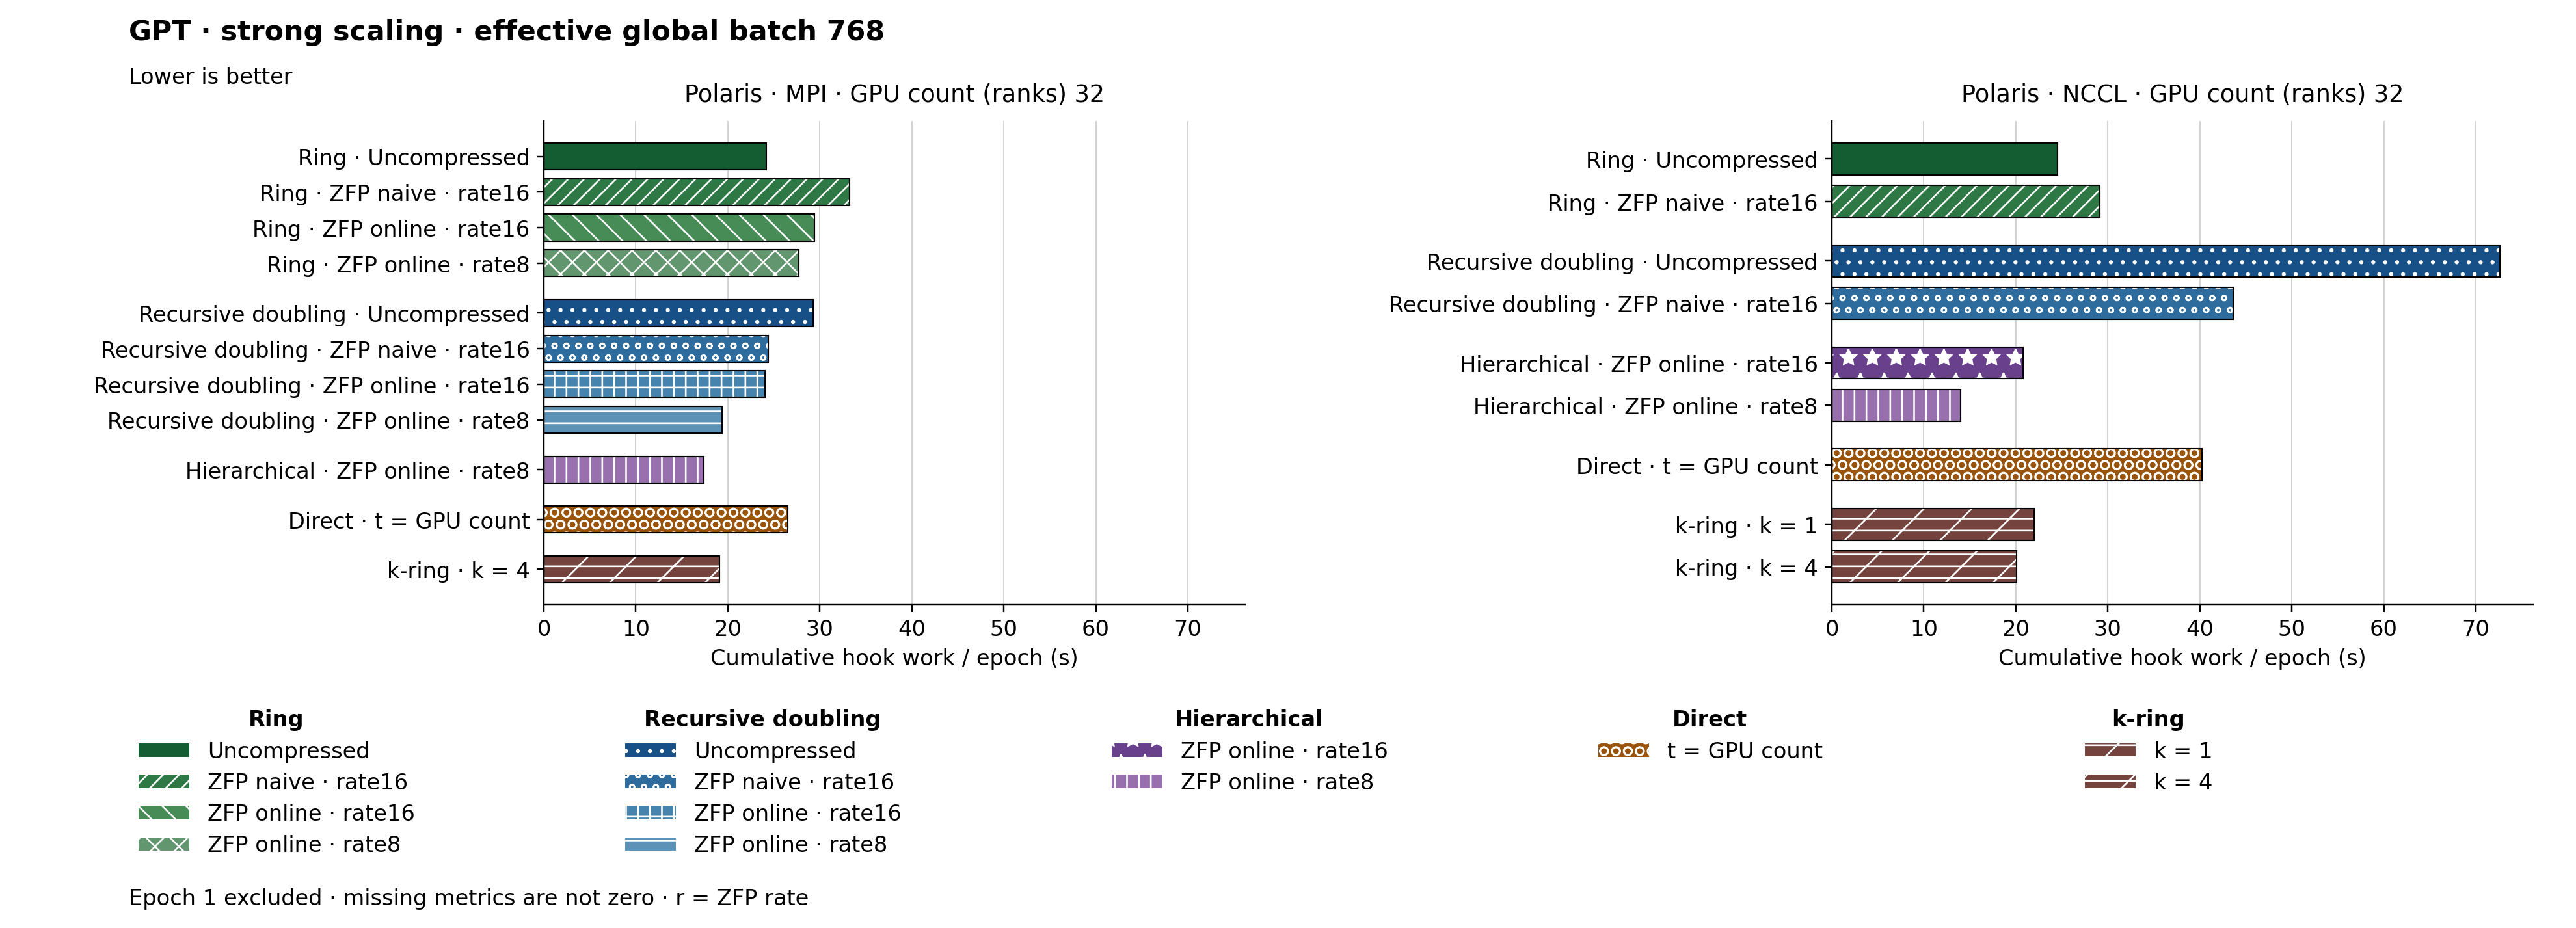 GPT · strong scaling · effective global batch 768
Lower is better
Polaris · MPI · GPU count (ranks) 32
Ring · Uncompressed
Ring · ZFP naive · rate16
Ring · ZFP online · rate16
Ring · ZFP online · rate8
Recursive doubling · Uncompressed
Recursive doubling · ZFP naive · rate16
Recursive doubling · ZFP online · rate16
Recursive doubling · ZFP online · rate8
Hierarchical · ZFP online · rate8
Direct · t = GPU count
k-ring · k = 4
0 10 20 30 40 50 60 70
Cumulative hook work / epoch (s)
Polaris · NCCL · GPU count (ranks) 32
Ring · Uncompressed
Ring · ZFP naive · rate16
Recursive doubling · Uncompressed
Recursive doubling · ZFP naive · rate16
Hierarchical · ZFP online · rate16
Hierarchical · ZFP online · rate8
Direct · t = GPU count
k-ring · k = 1
k-ring · k = 4
0 10 20 30 40 50 60 70
Cumulative hook work / epoch (s)
Ring
Uncompressed
ZFP naive · rate16
ZFP online · rate16
ZFP online · rate8
Recursive doubling
Uncompressed
ZFP naive · rate16
ZFP online · rate16
ZFP online · rate8
Hierarchical
ZFP online · rate16
ZFP online · rate8
Direct
t = GPU count
k-ring
k = 1
k = 4
Epoch 1 excluded · missing metrics are not zero · r = ZFP rate